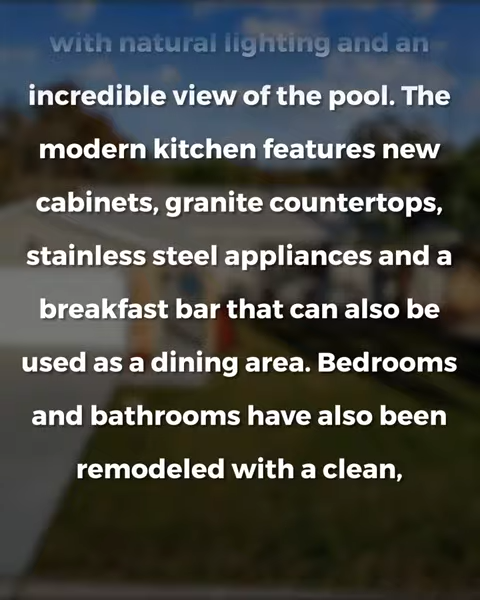 with natural lighting and an
incredible view of the pool. The
modern kitchen features new
cabinets, granite countertops,
stainless steel appliances and a
breakfast bar that can also be
used as a dining area. Bedrooms
and bathrooms have also been
remodeled with a clean,